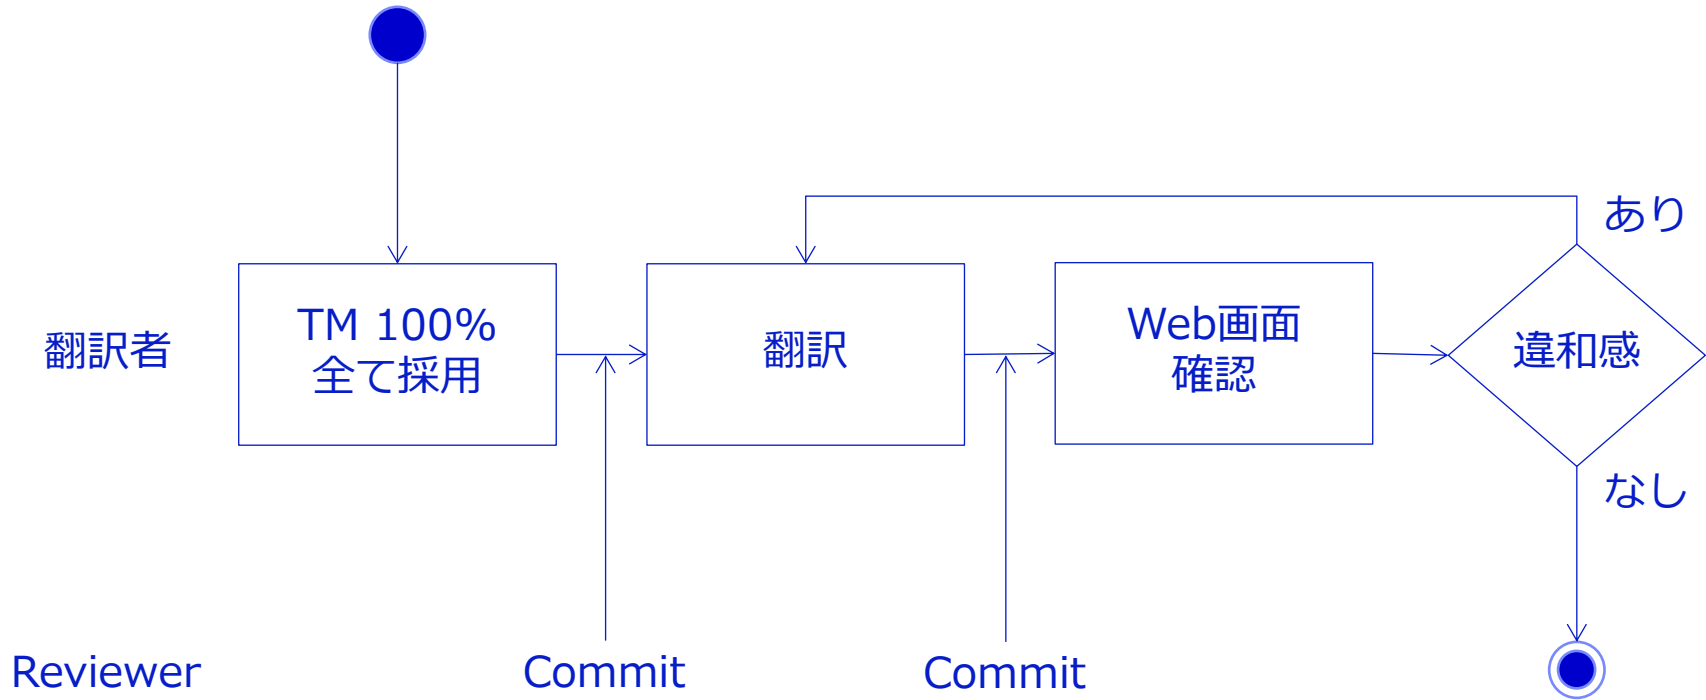 あり
翻訳者
TM 100%
全て採用
翻訳
Web画面
確認
違和感
なし
Reviewer
Commit
Commit